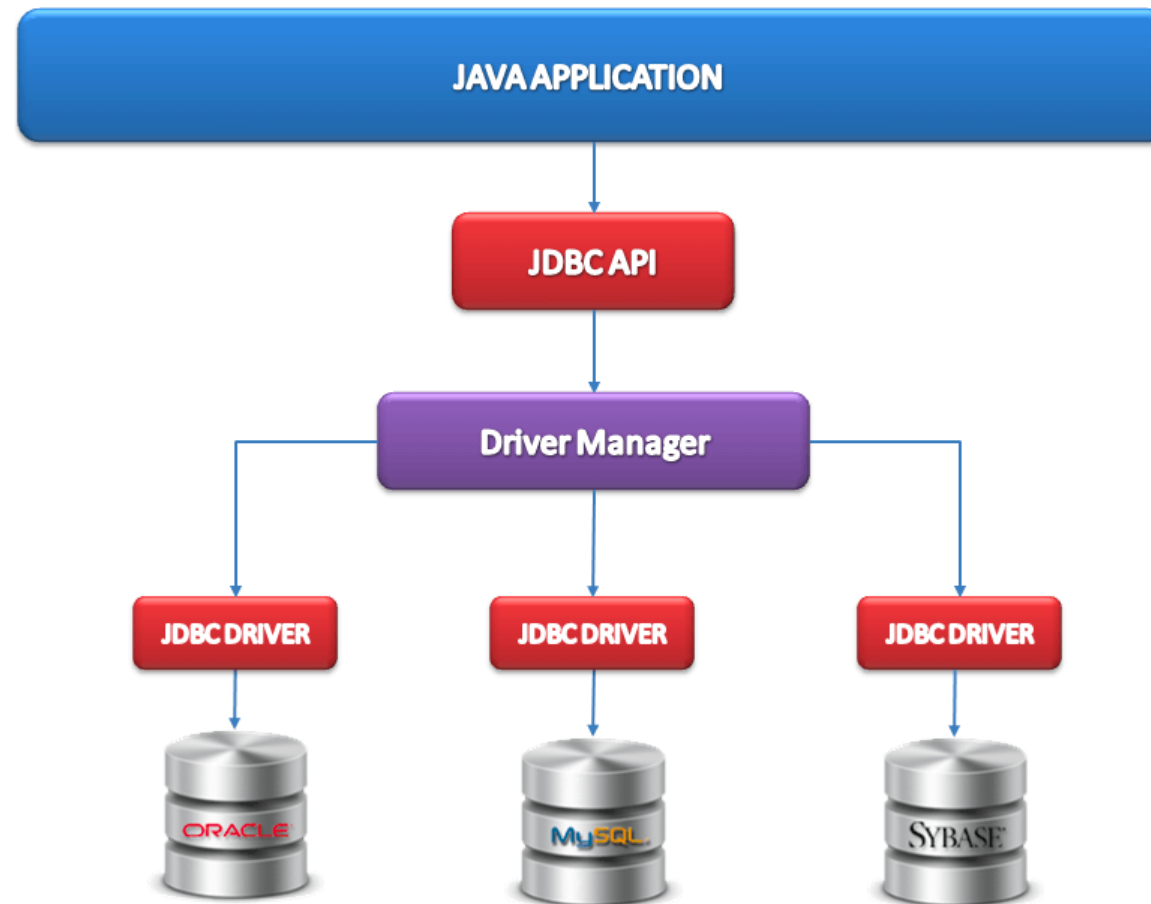 JAVA APPLICATION
JDBC API
Driver Manager
JDBC DRIVER
JDBC DRIVER
JDBC DRIVER
ORACLE
MySQL
SYBASE